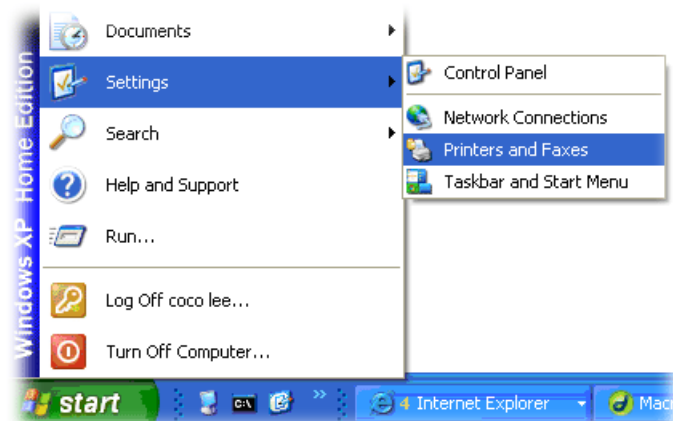 Windows XP Home Edition
Documents
Settings
Search
Help and Support
Run...
Log Off coco lee...
Turn Off Computer...
Control Panel
Network Connections
Printers and Faxes
Taskbar and Start Menu
start
C:\
4 Internet Explorer
Macr